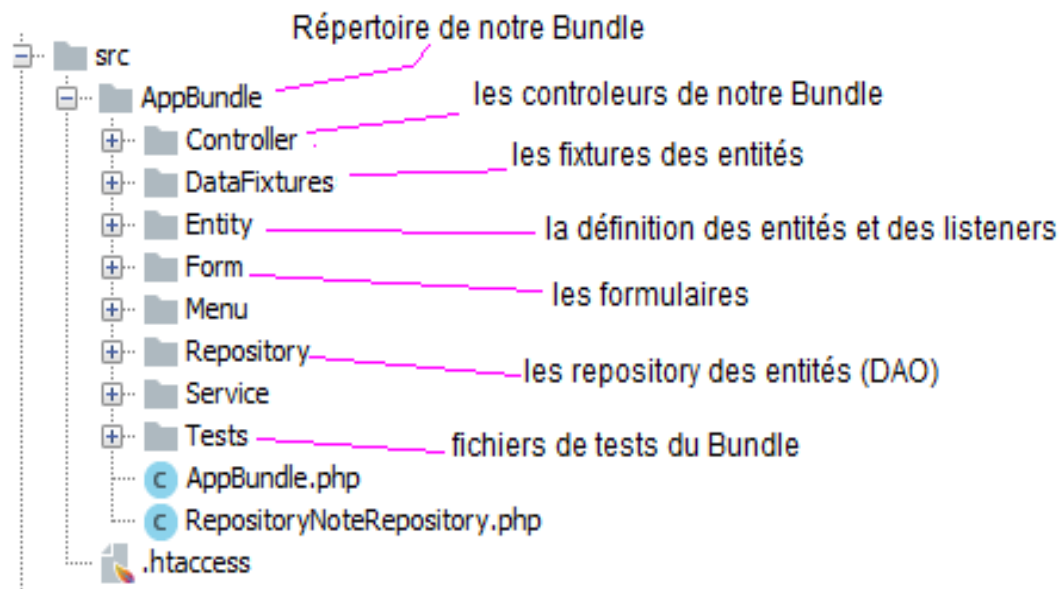 Répertoire de notre Bundle
src
AppBundle
les controleurs de notre Bundle
Controller
les fixtures des entités
DataFixtures
Entity
la définition des entités et des listeners
Form
les formulaires
Menu
Repository
les repository des entités (DAO)
Service
Tests
fichiers de tests du Bundle
C AppBundle.php
C RepositoryNoteRepository.php
.htaccess